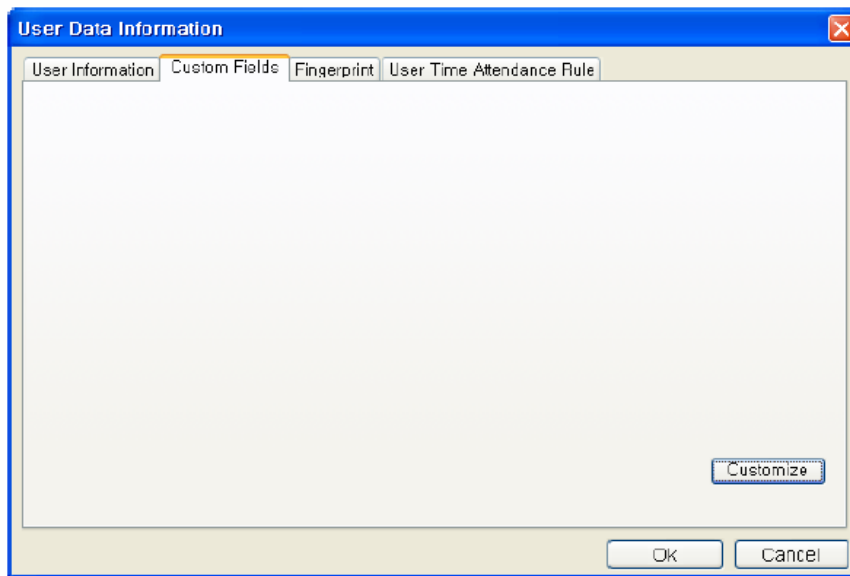 User Data Information
User Information Custom Fields Fingerprint User Time Attendance Rule
Customize
Ok Cancel